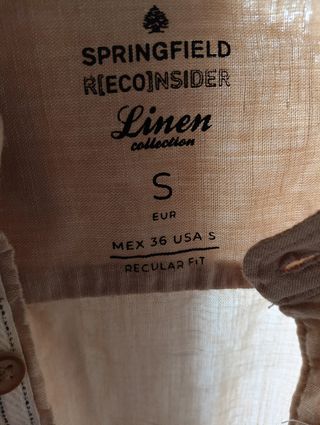 SPRINGFIELD
R[ECO]NSIDER
Linen
collection
S
EUR
MEX 36 USA S
REGULAR FIT